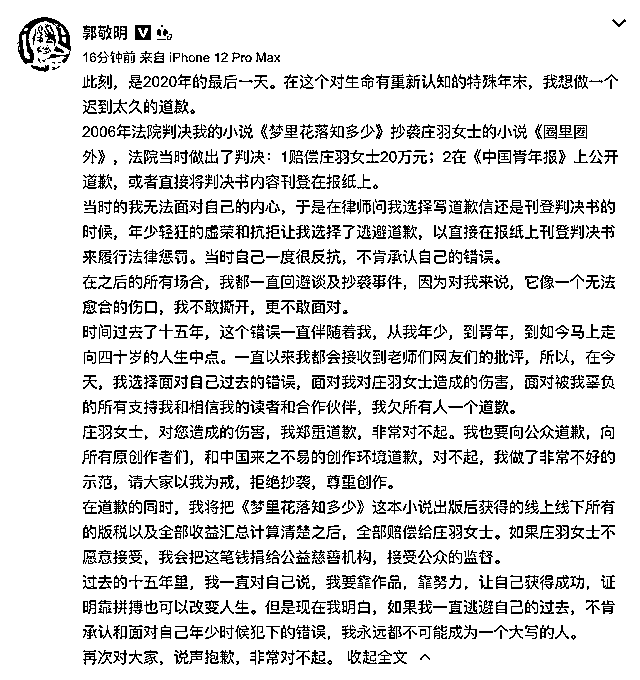 郭敬明
16分钟前 来自 iPhone 12 Pro Max
此刻，是2020年的最后一天。在这个对生命有重新认知的特殊年末，我想做一个
迟到太久的道歉。
2006年法院判决我的小说《梦里花落知多少》抄袭庄羽女士的小说《圈里圈
外》，法院当时做出了判决：1赔偿庄羽女士20万元；2在《中国青年报》上公开
道歉，或者直接将判决书内容刊登在报纸上。
当时的我无法面对自己的内心，于是在律师问我选择写道歉信还是刊登判决书的
时候，年少轻狂的虚荣和抗拒让我选择了逃避道歉，以直接在报纸上刊登判决书
来履行法律惩罚。当时自己一度很反抗，不肯承认自己的错误。
在之后的所有场合，我都一直回避谈及抄袭事件，因为对我来说，它像一个无法
愈合的伤口，我不敢撕开，更不敢面对。
时间过去了十五年，这个错误一直伴随着我，从我年少，到青年，到如今马上走
向四十岁的人生中点。一直以来我都会接收到老师们网友们的批评，所以，在今
天，我选择面对自己过去的错误，面对我对庄羽女士造成的伤害，面对被我辜负
的所有支持我和相信我的读者和合作伙伴，我欠所有人一个道歉。
庄羽女士，对您造成的伤害，我郑重道歉，非常对不起。我也要向公众道歉，向
所有原创作者们，和中国来之不易的创作环境道歉，对不起，我做了非常不好的
示范，请大家以我为戒，拒绝抄袭，尊重创作。
在道歉的同时，我将把《梦里花落知多少》这本小说出版后获得的线上线下所有
的版税以及全部收益汇总计算清楚之后，全部赔偿给庄羽女士。如果庄羽女士不
愿意接受，我会把这笔钱捐给公益慈善机构，接受公众的监督。
过去的十五年里，我一直对自己说，我要靠作品，靠努力，让自己获得成功，证
明靠拼搏也可以改变人生。但是现在我明白，如果我一直逃避自己的过去，不肯
承认和面对自己年少时候犯下的错误，我永远都不可能成为一个大写的人。
再次对大家，说声抱歉，非常对不起。 收起全文